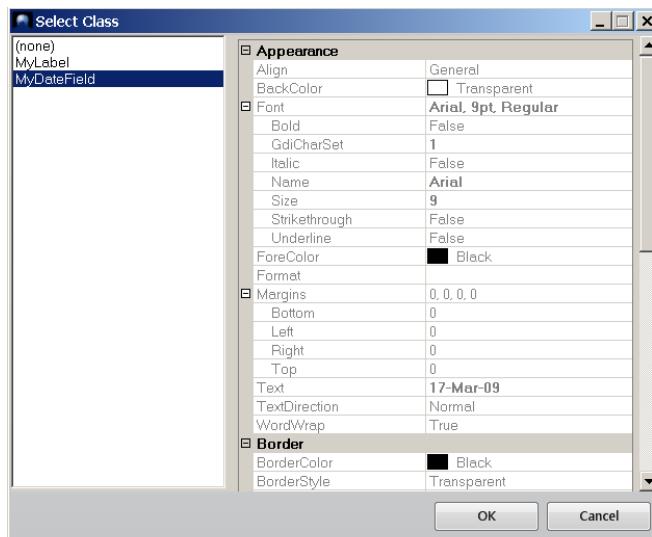 Select Class
(none)
MyLabel
MyDateField
Appearance
Align General
BackColor Transparent
Font Arial, 9pt, Regular
Bold False
GdiCharSet 1
Italic False
Name Arial
Size 9
Strikethrough False
Underline False
ForeColor Black
Format
Margins 0, 0, 0, 0
Bottom 0
Left 0
Right 0
Top 0
Text 17-Mar-09
TextDirection Normal
WordWrap True
Border
BorderColor Black
BorderStyle Transparent
OK Cancel